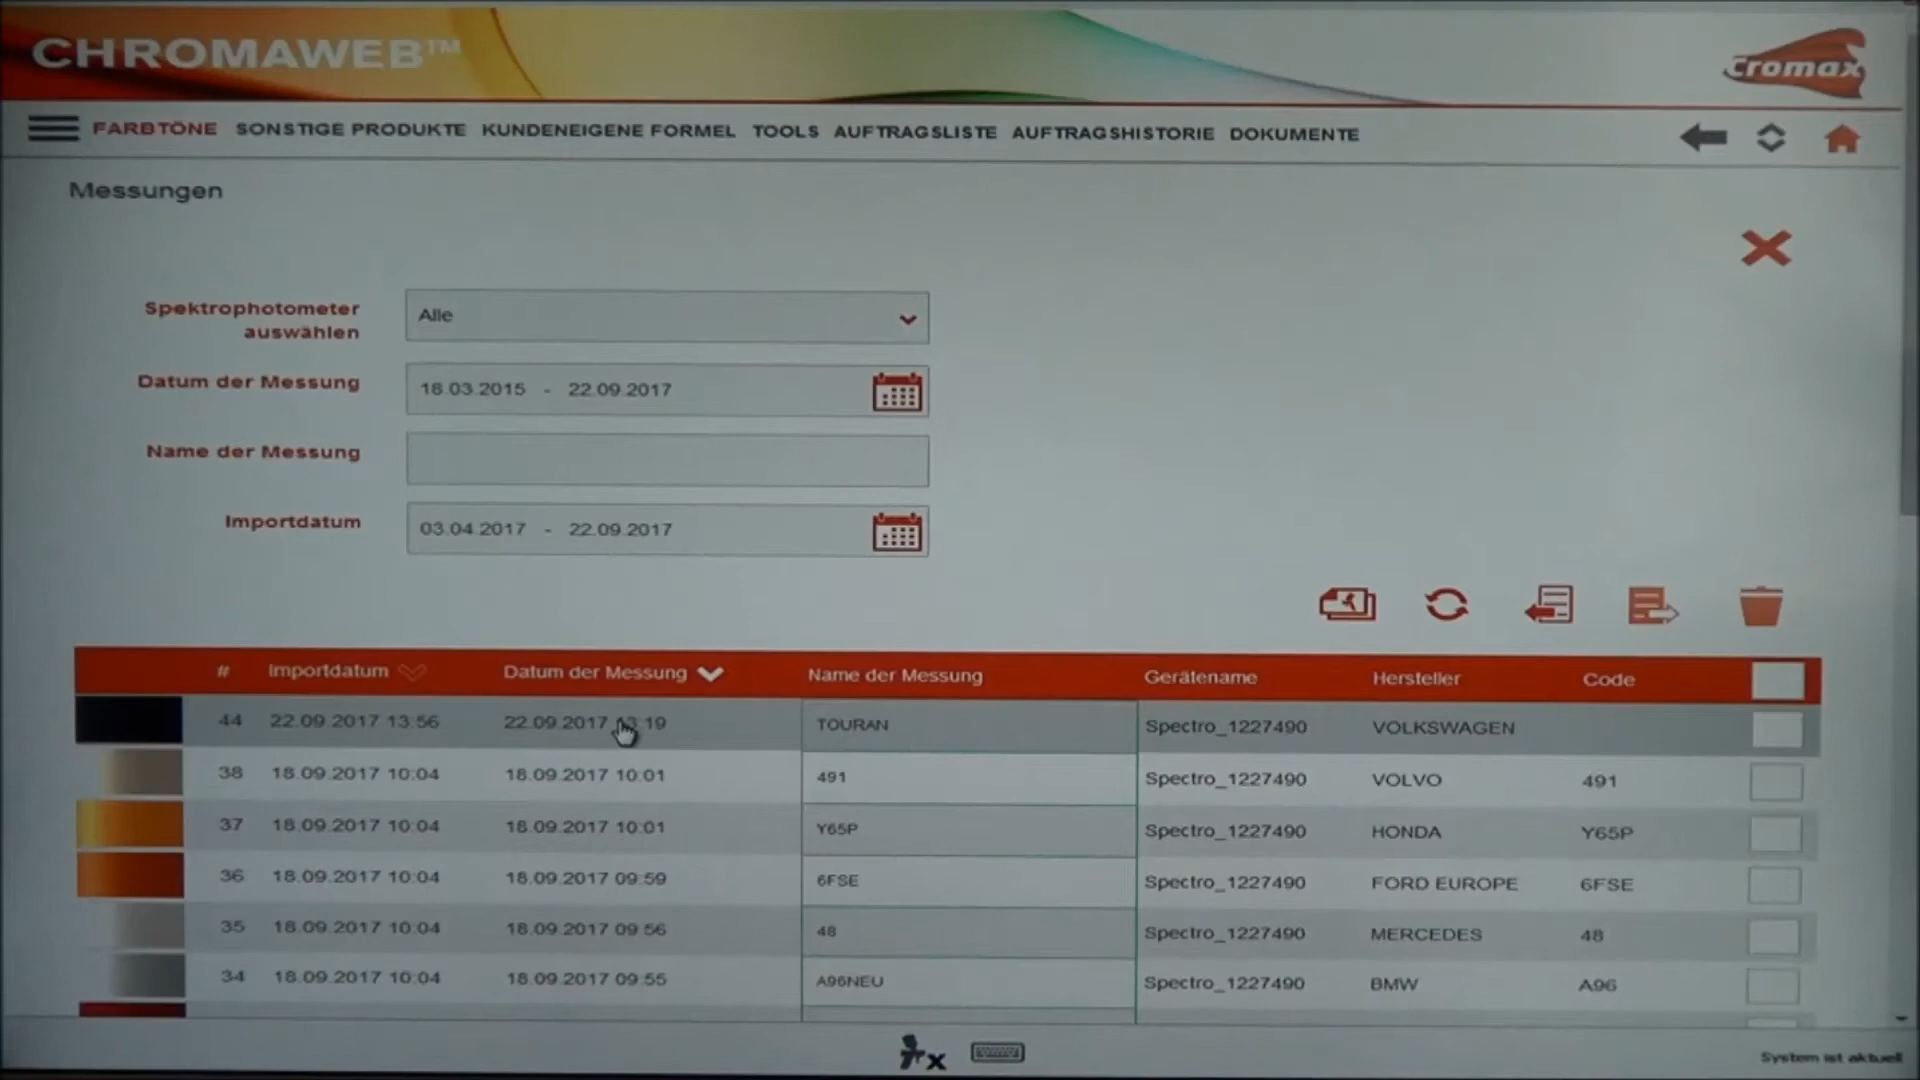 CHROMAWEB™
cromax
FARBTÖNE SONSTIGE PRODUKTE KUNDENEIGENE FORMEL TOOLS AUFTRAGSLISTE AUFTRAGSHISTORIE DOKUMENTE
Messungen
Spektrophotometer
auswählen
Alle
Datum der Messung
18.03.2015 - 22.09.2017
Name der Messung
Importdatum
03.04.2017 - 22.09.2017
# Importdatum Datum der Messung Name der Messung Gerätename Hersteller Code
44 22.09.2017 13:56 22.09.2017 13:19 TOURAN Spectro_1227490 VOLKSWAGEN
38 18.09.2017 10:04 18.09.2017 10:01 491 Spectro_1227490 VOLVO 491
37 18.09.2017 10:04 18.09.2017 10:01 Y65P Spectro_1227490 HONDA Y65P
36 18.09.2017 10:04 18.09.2017 09:59 6FSE Spectro_1227490 FORD EUROPE 6FSE
35 18.09.2017 10:04 18.09.2017 09:56 48 Spectro_1227490 MERCEDES 48
34 18.09.2017 10:04 18.09.2017 09:55 A96NEU Spectro_1227490 BMW A96
System ist aktuell